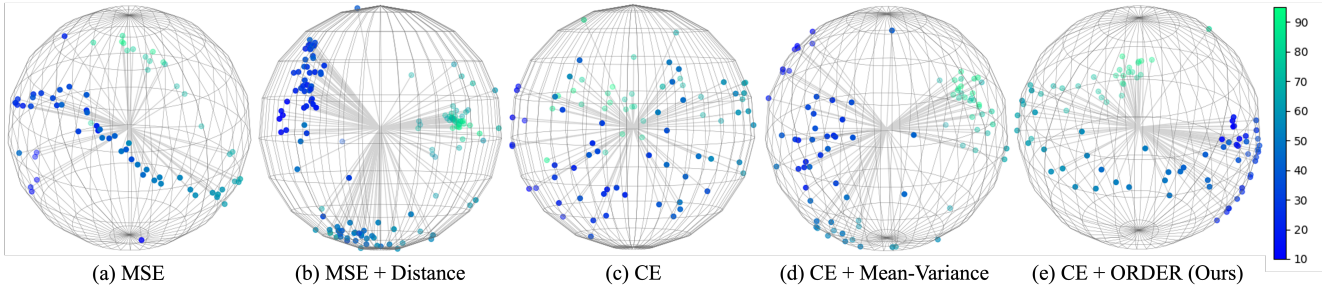 90
80
70
60
50
40
30
20
10
(a) MSE
(b) MSE + Distance
(c) CE
(d) CE + Mean-Variance
(e) CE + ORDER (Ours)